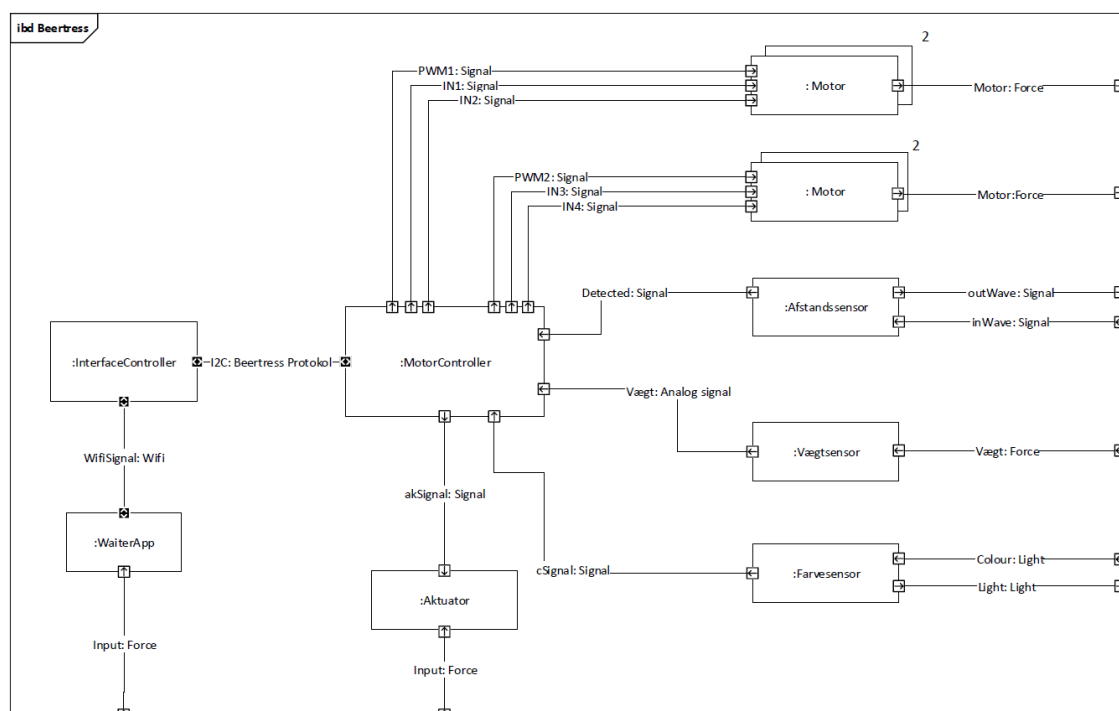 ibd Beertress
2
PWM1: Signal
IN1: Signal
IN2: Signal
: Motor
Motor: Force
2
PWM2: Signal
IN3: Signal
IN4: Signal
: Motor
Motor:Force
Detected: Signal
:Afstandssensor
outWave: Signal
inWave: Signal
:InterfaceController
I2C: Beertress Protokol
:MotorController
Vægt: Analog signal
:Vægtsensor
Vægt: Force
WifiSignal: Wifi
akSignal: Signal
:WaiterApp
cSignal: Signal
:Farvesensor
Colour: Light
Light: Light
:Aktuator
Input: Force
Input: Force